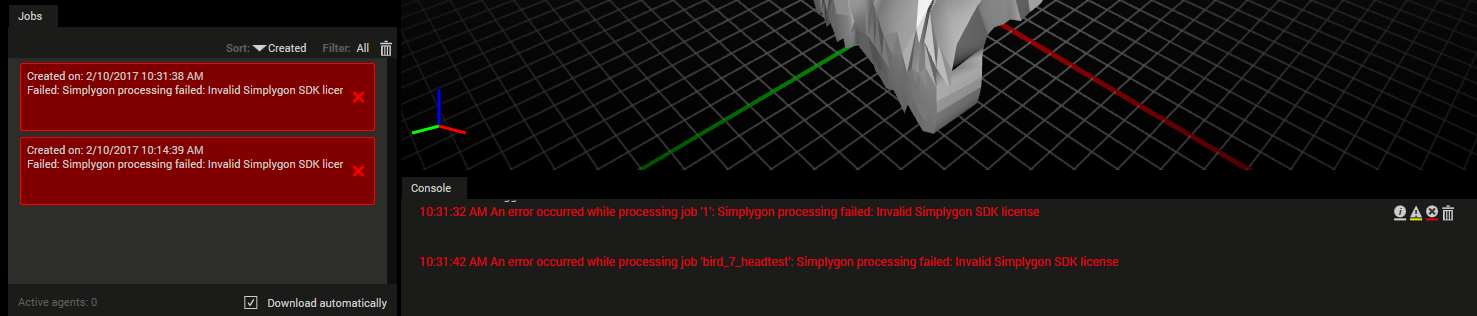 Jobs
Sort: Created Filter: All
Created on: 2/10/2017 10:31:38 AM
Failed: Simplygon processing failed: Invalid Simplygon SDK licer
Created on: 2/10/2017 10:14:39 AM
Failed: Simplygon processing failed: Invalid Simplygon SDK licer
Active agents: 0
Download automatically
Console
10:31:32 AM An error occurred while processing job '1': Simplygon processing failed: Invalid Simplygon SDK license
10:31:42 AM An error occurred while processing job 'bird_7_headtest': Simplygon processing failed: Invalid Simplygon SDK license